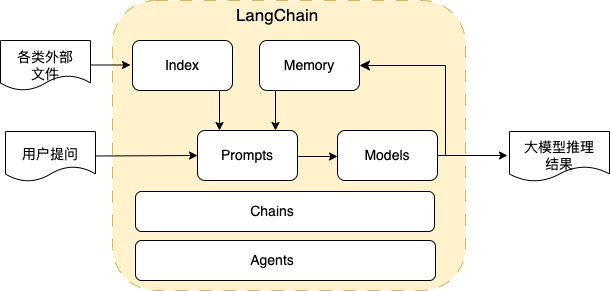 LangChain
各类外部
文件
Index
Memory
用户提问
Prompts
Models
大模型推理
结果
Chains
Agents